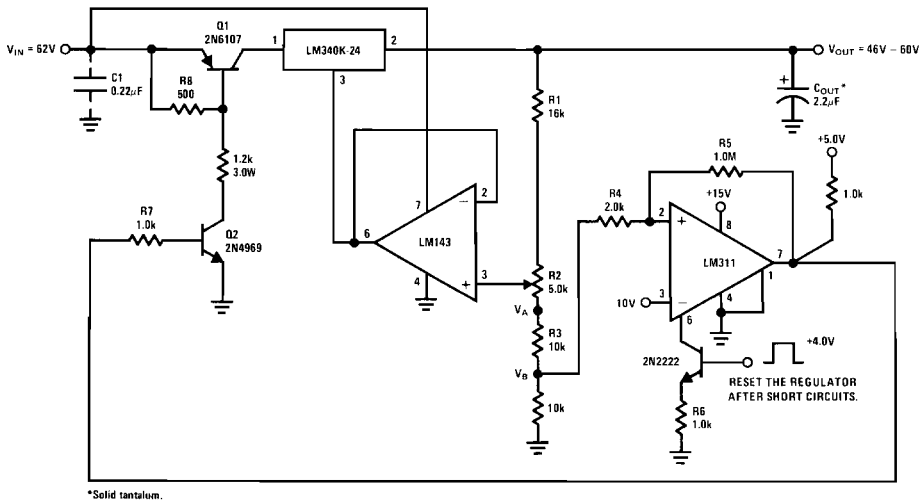 Q1
2N6107
V_IN = 62V
1
LM340K-24
2
V_OUT = 46V – 60V
3
C1
0.22μF
R8
500
R1
16k
+
C_OUT*
2.2μF
1.2k
3.0W
R5
1.0M
+5.0V
1.0k
R4
2.0k
+15V
2
+
8
7
2
–
R7
1.0k
Q2
2N4969
6
LM143
LM311
7
1
4
+
3
R2
5.0k
10V
3
–
4
6
V_A
R3
10k
V_B
10k
2N2222
+4.0V
RESET THE REGULATOR
AFTER SHORT CIRCUITS.
R6
1.0k
*Solid tantalum.